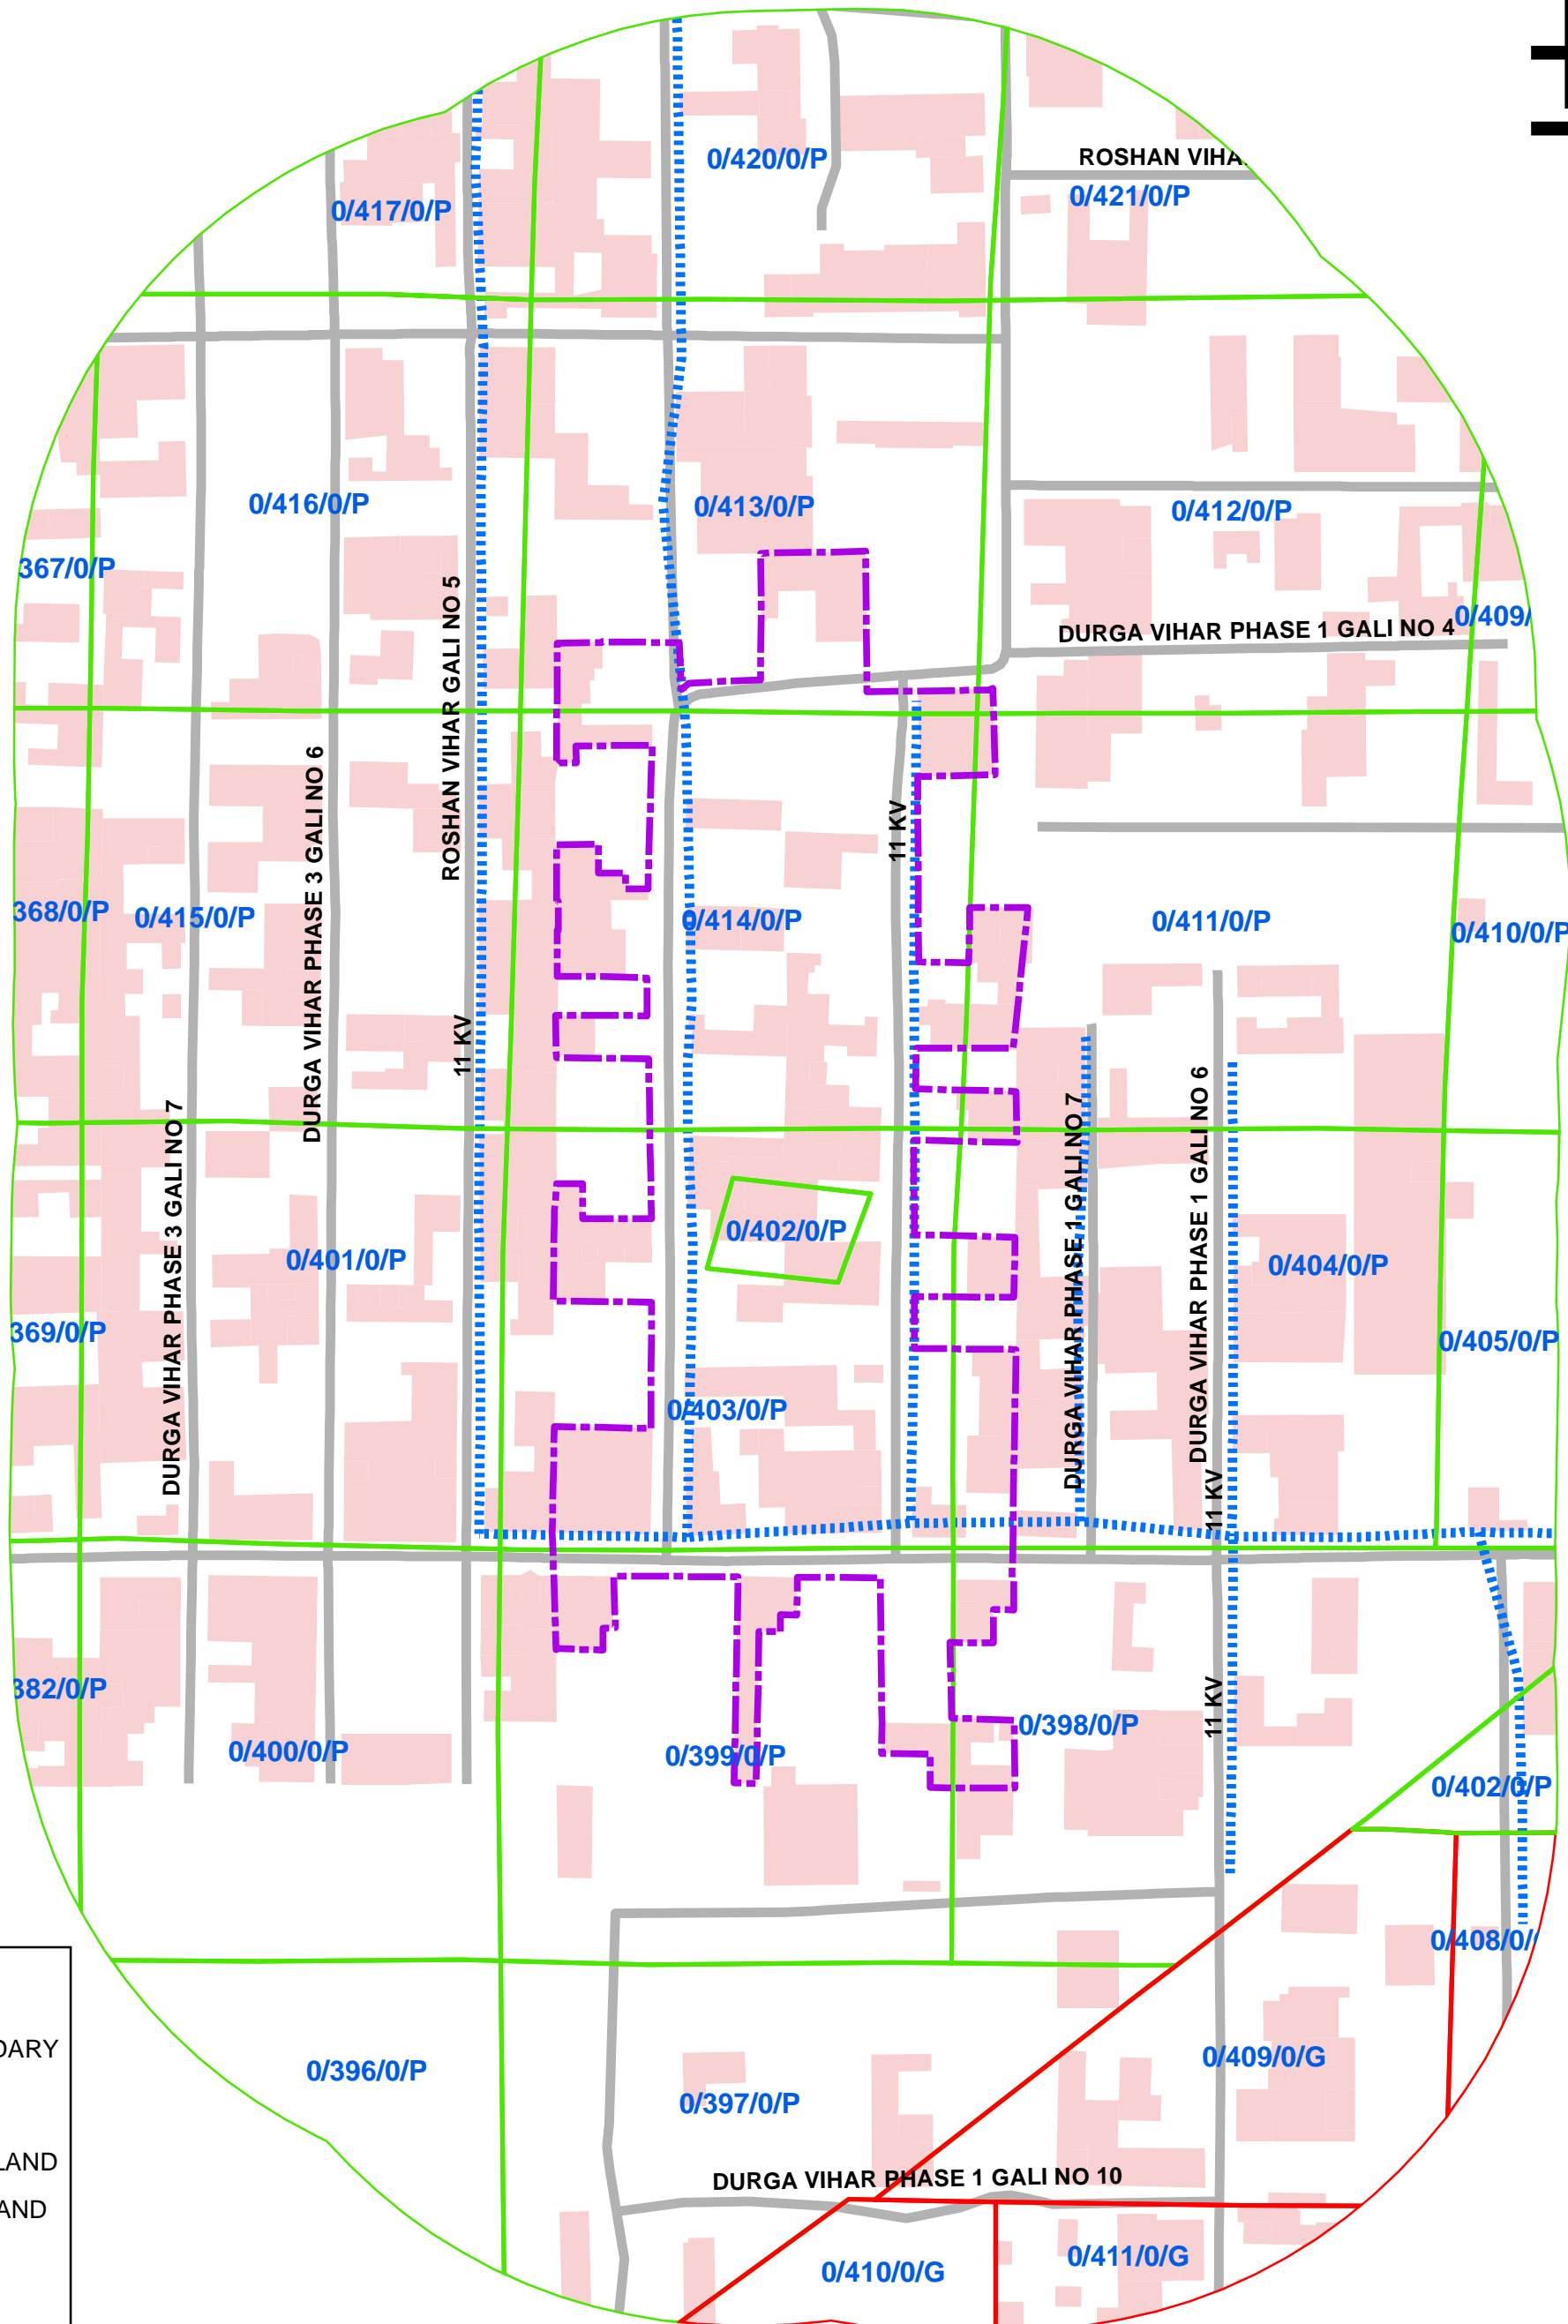 0/420/0/P
ROSHAN VIHA
0/421/0/P
0/417/0/P
0/416/0/P
0/413/0/P
0/412/0/P
367/0/P
ROSHAN VIHAR GALI NO 5
0/409/
DURGA VIHAR PHASE 1 GALI NO 4
DURGA VIHAR PHASE 3 GALI NO 6
11 KV
368/0/P
0/415/0/P
0/414/0/P
0/411/0/P
0/410/0/P
11 KV
DURGA VIHAR PHASE 3 GALI NO 7
DURGA VIHAR PHASE 1 GALI NO 7
DURGA VIHAR PHASE 1 GALI NO 6
0/402/0/P
0/401/0/P
0/404/0/P
369/0/P
0/405/0/P
0/403/0/P
11 KV
382/0/P
0/398/0/P
11 KV
0/400/0/P
0/399/0/P
0/402/0/P
0/408/0/
DARY
0/396/0/P
0/409/0/G
0/397/0/P
LAND
DURGA VIHAR PHASE 1 GALI NO 10
AND
0/411/0/G
0/410/0/G